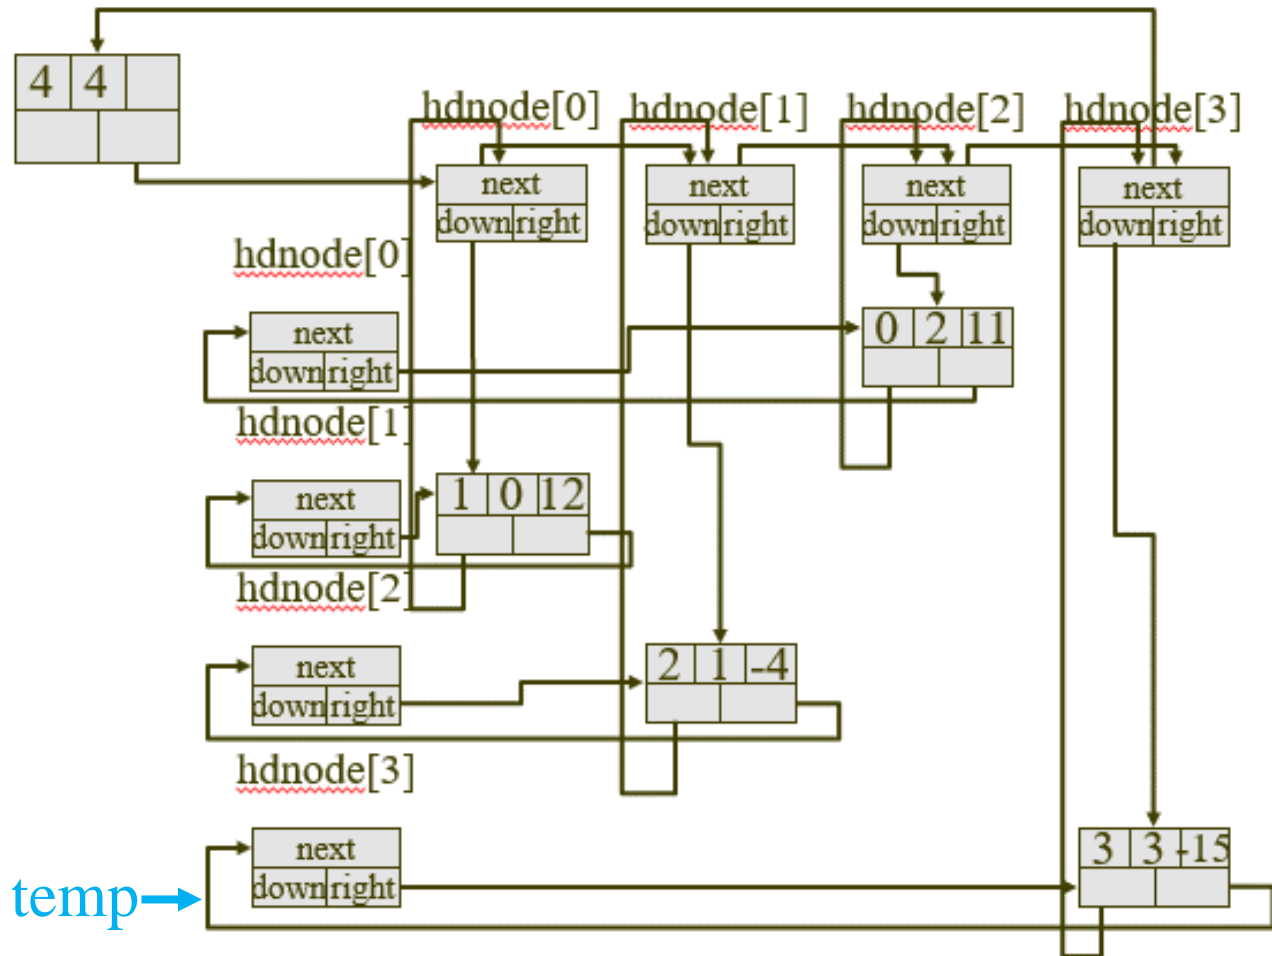 4 4
hdnode[0] hdnode[1] hdnode[2] hdnode[3]
next next next next
down right down right down right down right
hdnode[0]
0 2 11
next
down right
hdnode[1]
1 0 12
next
down right
hdnode[2]
2 1 -4
next
down right
hdnode[3]
next
3 3 -15
down right
temp